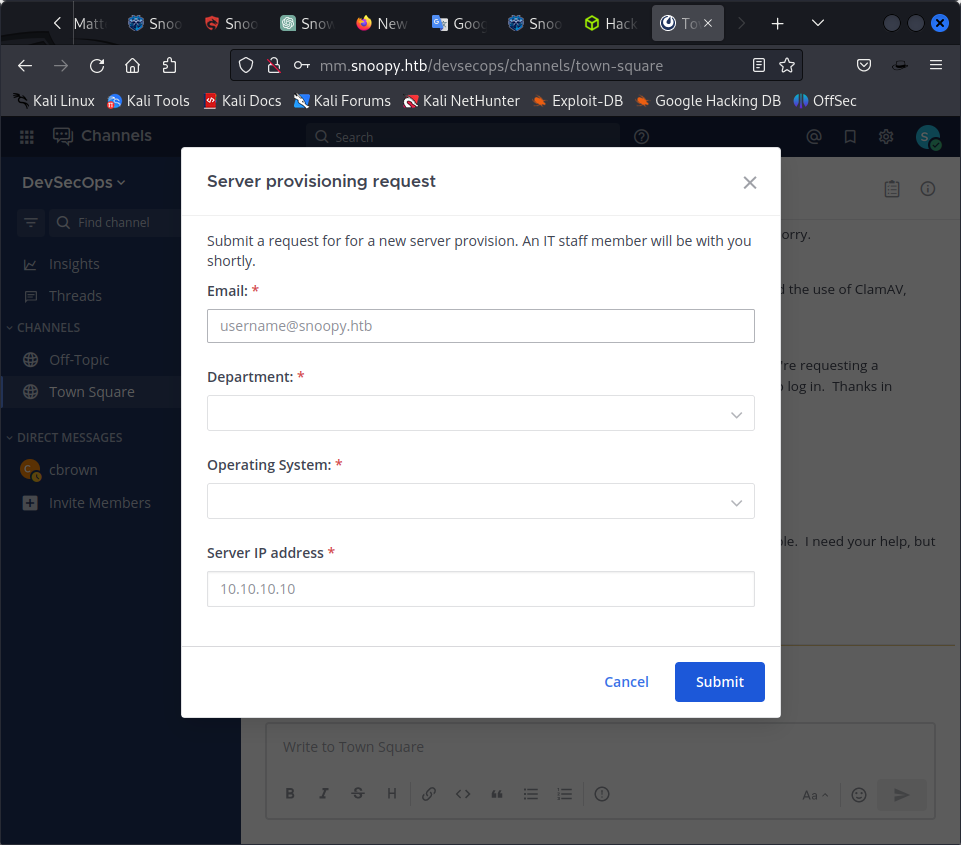 Matt
Snoo
Snoo
Snow
New
Goog
Snoo
Hack
To
mm.snoopy.htb/devsecops/channels/town-square
Kali Linux
Kali Tools
Kali Docs
Kali Forums
Kali NetHunter
Exploit-DB
Google Hacking DB
OffSec
Channels
Search
S
DevSecOps
Find channel
Insights
Threads
CHANNELS
Off-Topic
Town Square
DIRECT MESSAGES
C
cbrown
Invite Members
Server provisioning request
Submit a request for for a new server provision. An IT staff member will be with you
shortly.
Email: *
username@snoopy.htb
Department: *
Operating System: *
Server IP address *
10.10.10.10
Cancel
Submit
orry.
d the use of ClamAV,
're requesting a
log in. Thanks in
le. I need your help, but
Write to Town Square
B I S H
Aa